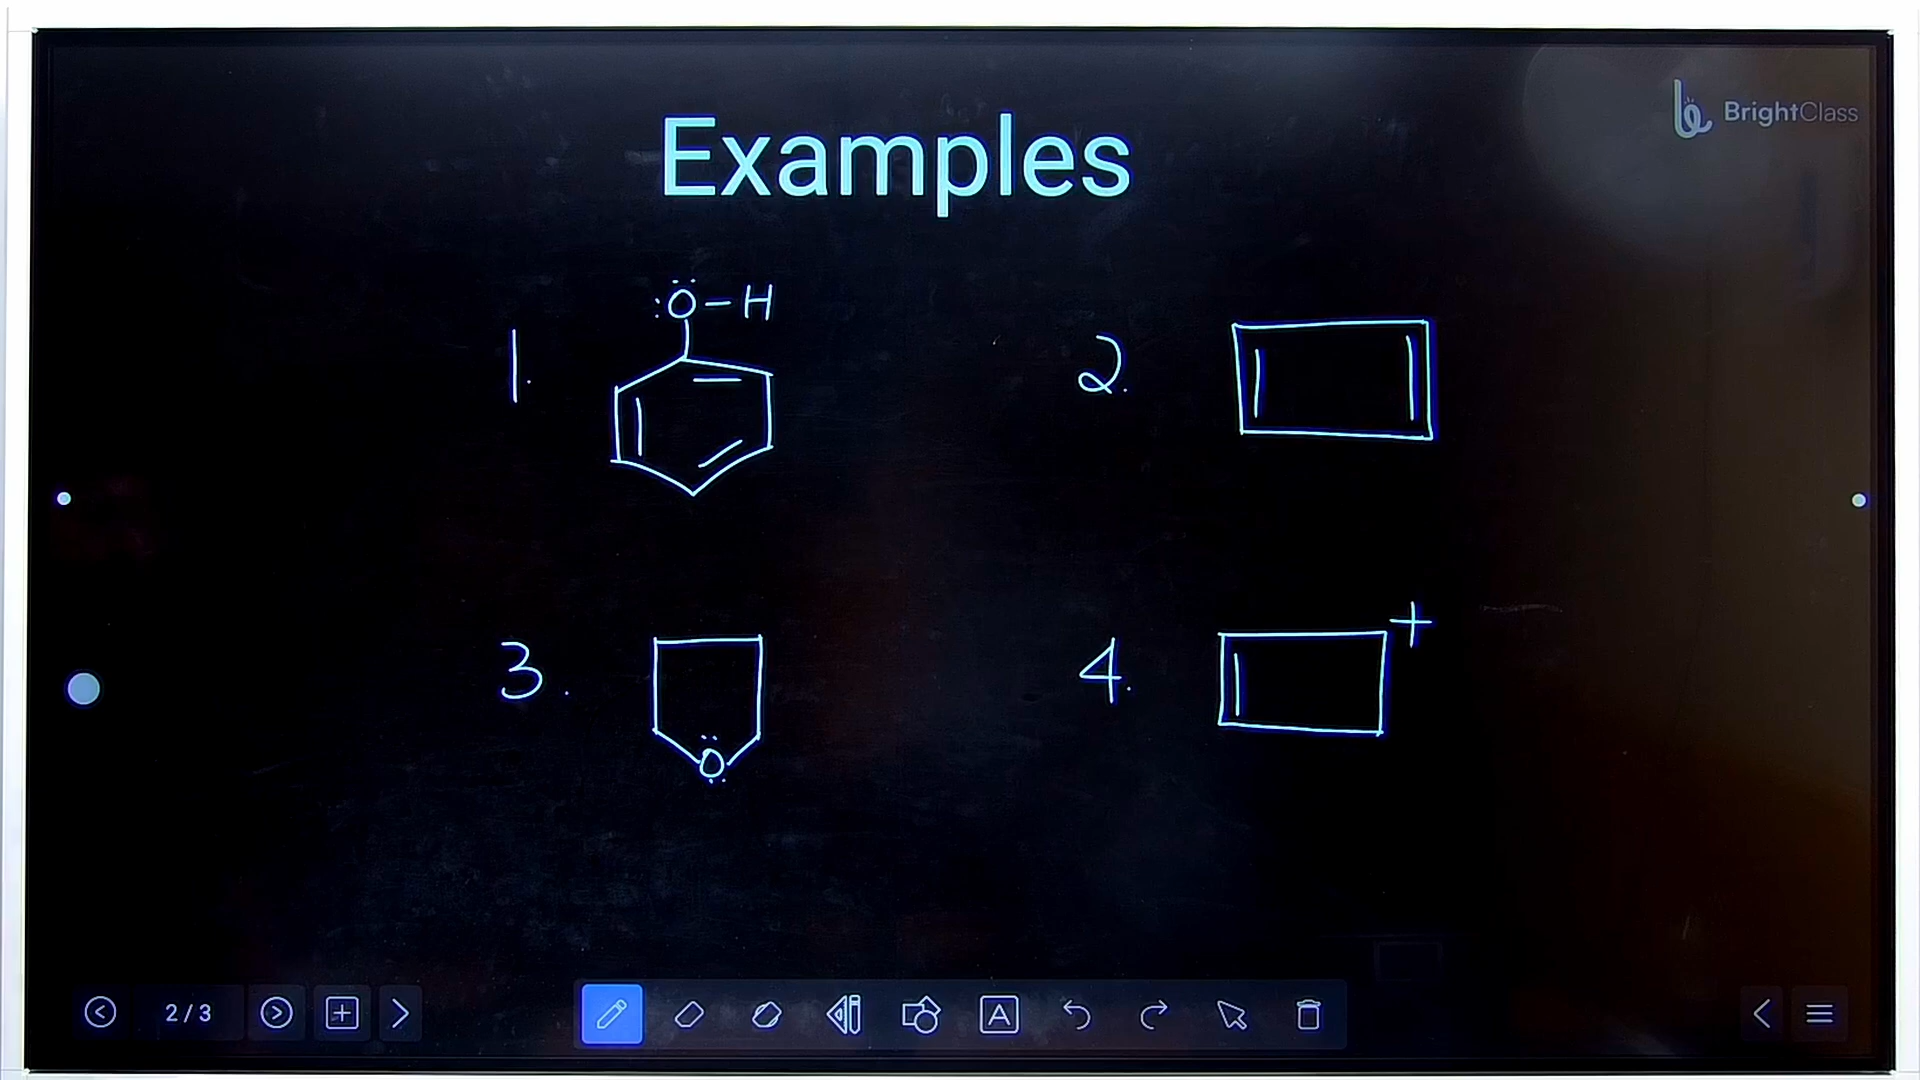 BrightClass
Examples
1.
:Ö-H
2.
3.
Ö
4.
+
2/3
A